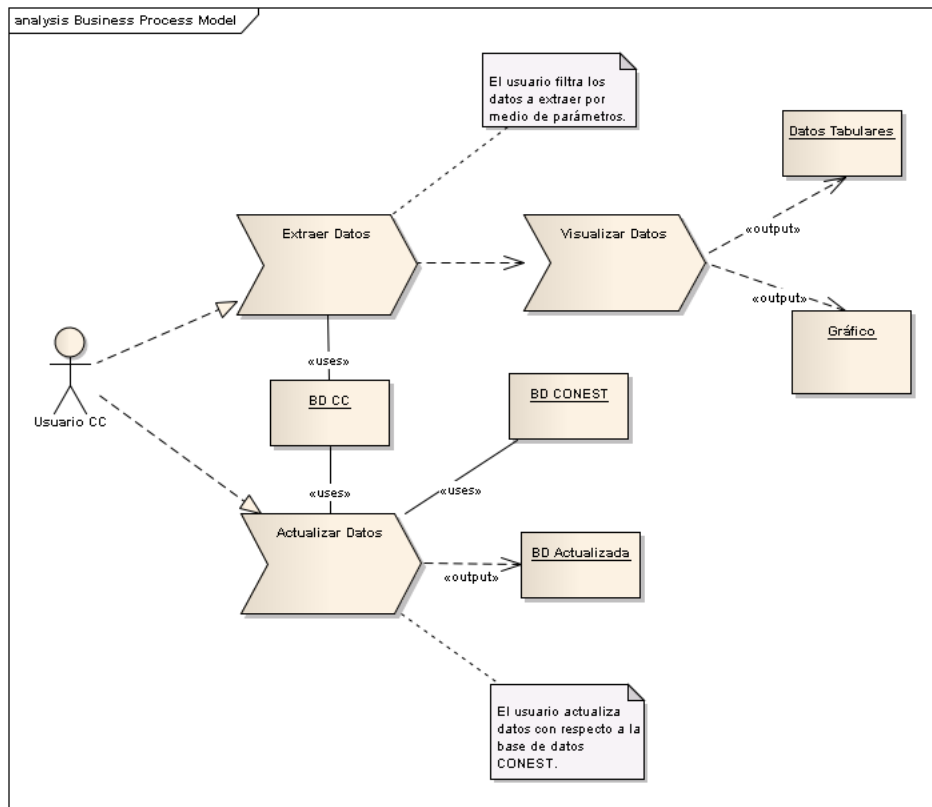 analysis Business Process Model
El usuario filtra los
datos a extraer por
medio de parámetros.
Datos Tabulares
Extraer Datos
Visualizar Datos
«output»
«output»
Gráfico
«uses»
BD CC
BD CONEST
Usuario CC
«uses»
«uses»
Actualizar Datos
BD Actualizada
«output»
El usuario actualiza
datos con respecto a la
base de datos
CONEST.